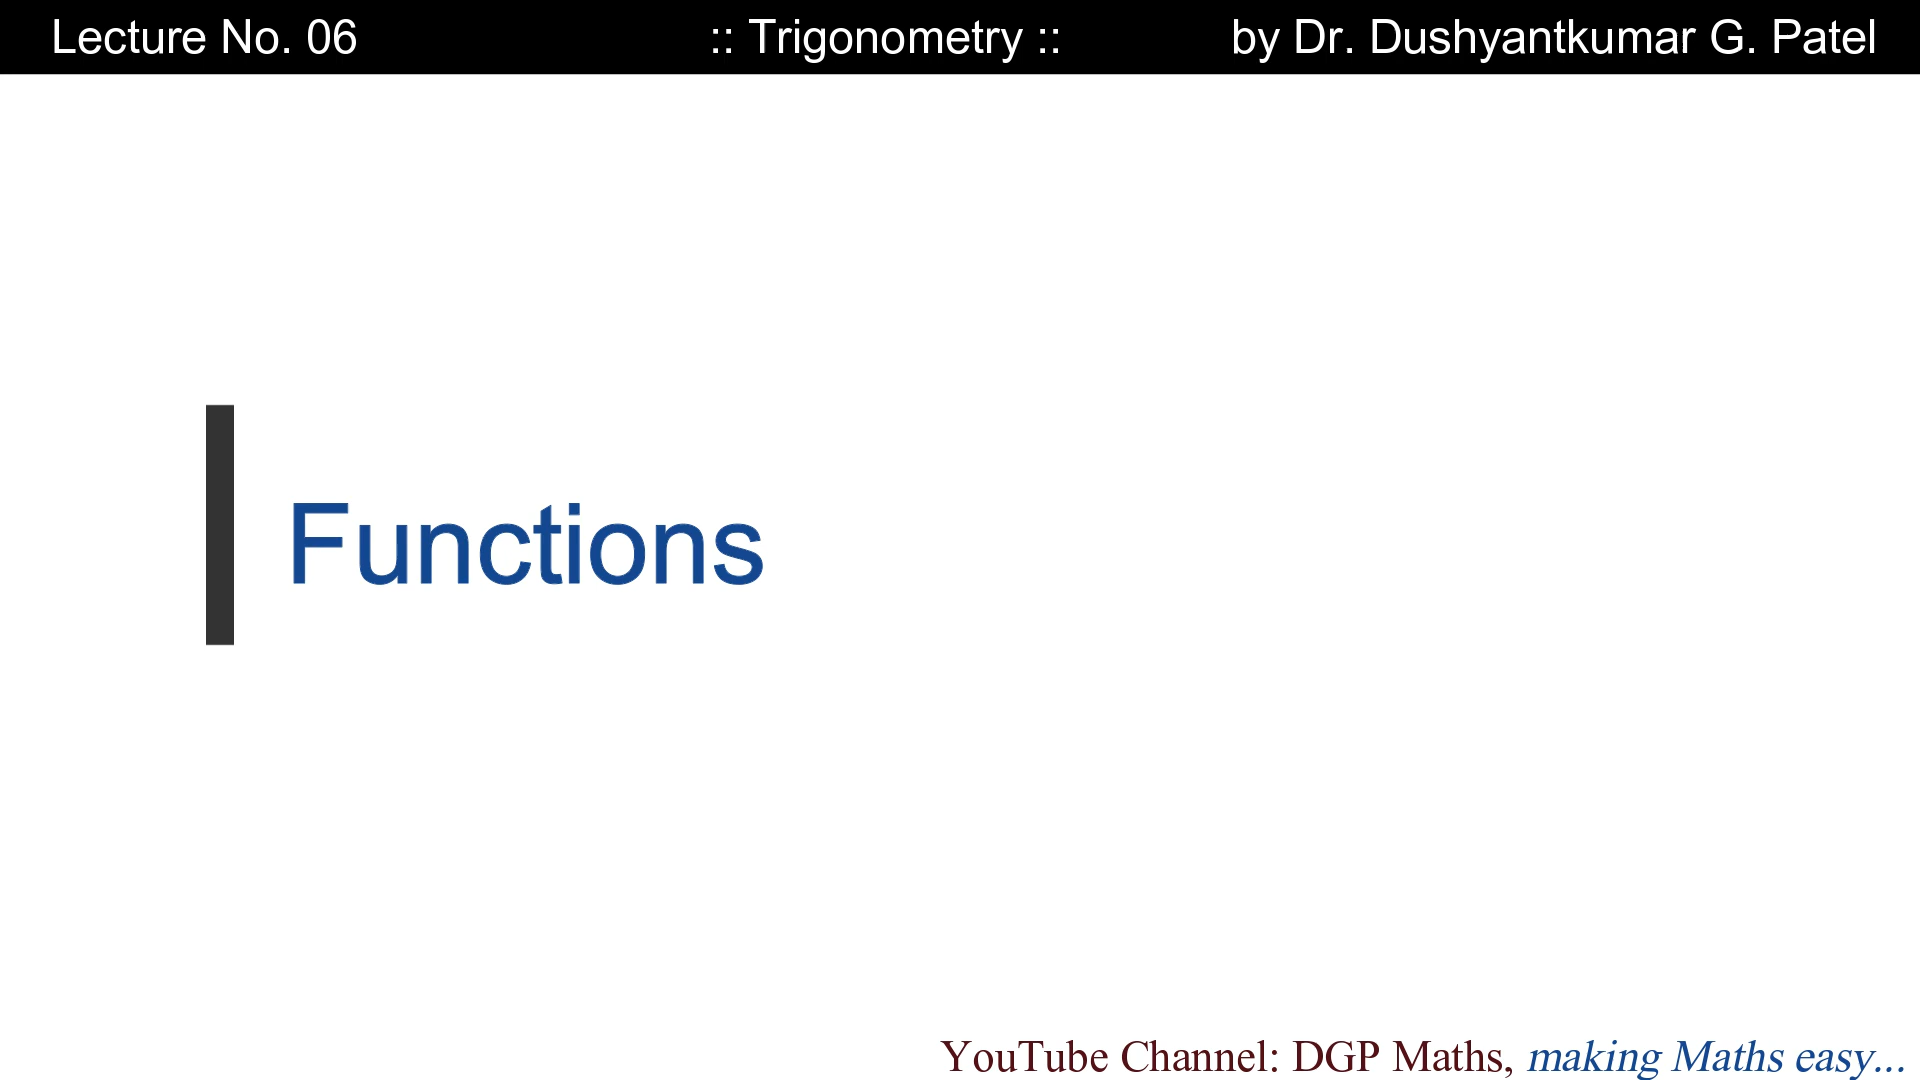 Lecture No. 06 :: Trigonometry :: by Dr. Dushyantkumar G. Patel
Functions
YouTube Channel: DGP Maths, making Maths easy...